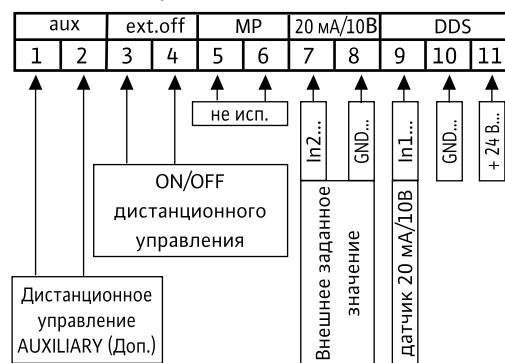 aux ext.off MP 20 мА/10В DDS
1 2 3 4 5 6 7 8 9 10 11
не исп.
In2...
GND...
In1...
GND...
+ 24 В...
ON/OFF
дистанционного
управления
Внешнее заданное
значение
датчик 20 мА/10В
Дистанционное
управление
AUXILIARY (Доп.)